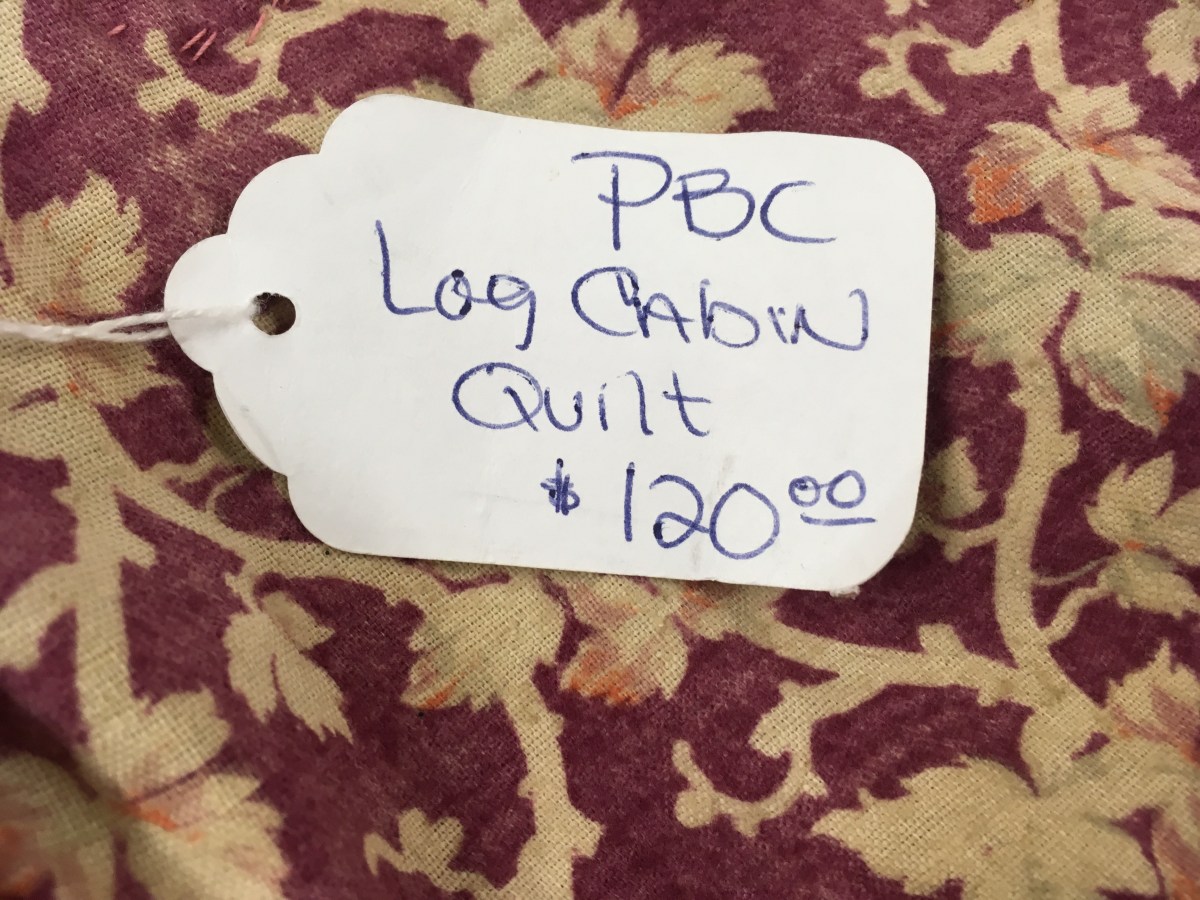 PBC
Log CAbiN
Quilt
$120.00